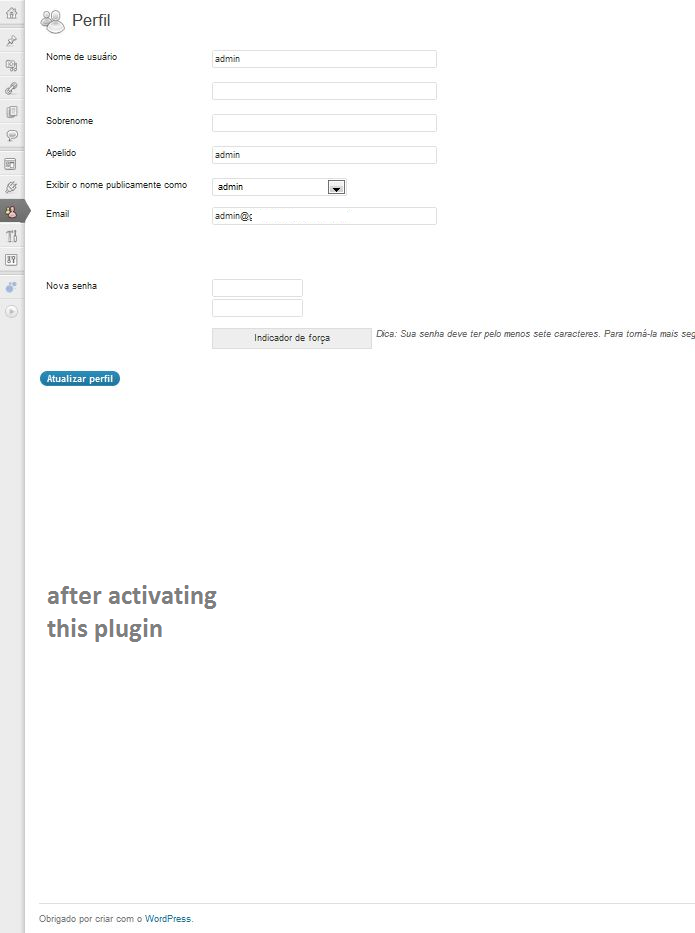 Perfil
Nome de usuário admin
Nome
Sobrenome
Apelido admin
Exibir o nome publicamente como admin
Email admin@g
Nova senha
Indicador de força Dica: Sua senha deve ter pelo menos sete caracteres. Para torná-la mais seg
Atualizar perfil
after activating
this plugin
Obrigado por criar com o WordPress.